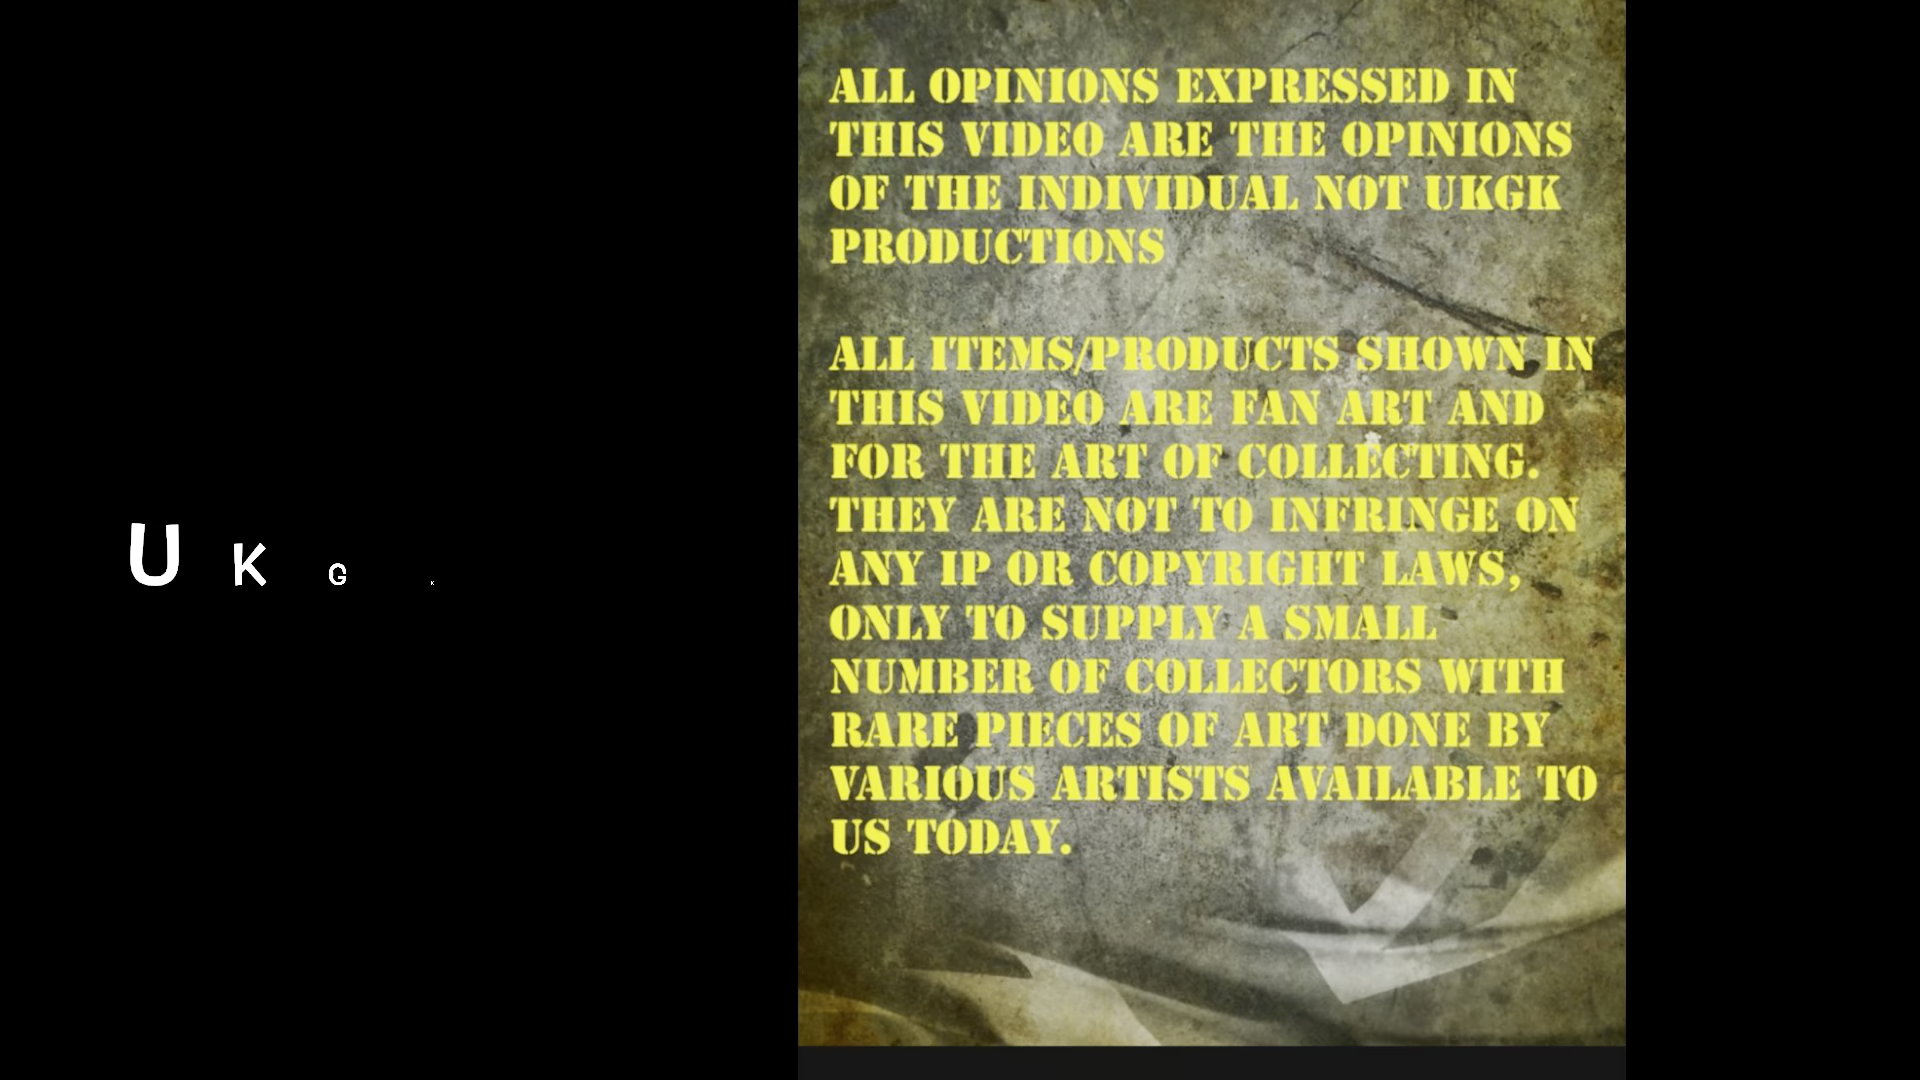 U K G K
ALL OPINIONS EXPRESSED IN
THIS VIDEO ARE THE OPINIONS
OF THE INDIVIDUAL NOT UKGK
PRODUCTIONS
ALL ITEMS/PRODUCTS SHOWN IN
THIS VIDEO ARE FAN ART AND
FOR THE ART OF COLLECTING.
THEY ARE NOT TO INFRINGE ON
ANY IP OR COPYRIGHT LAWS,
ONLY TO SUPPLY A SMALL
NUMBER OF COLLECTORS WITH
RARE PIECES OF ART DONE BY
VARIOUS ARTISTS AVAILABLE TO
US TODAY.